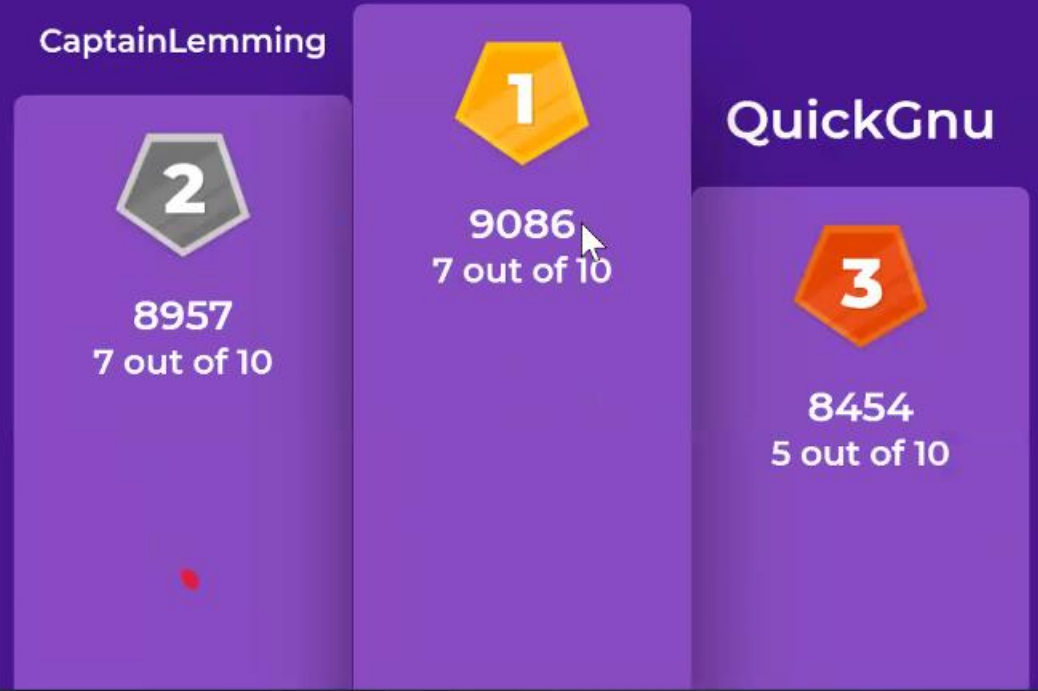 CaptainLemming
2
8957
7 out of 10
1
9086
7 out of 10
QuickGnu
3
8454
5 out of 10